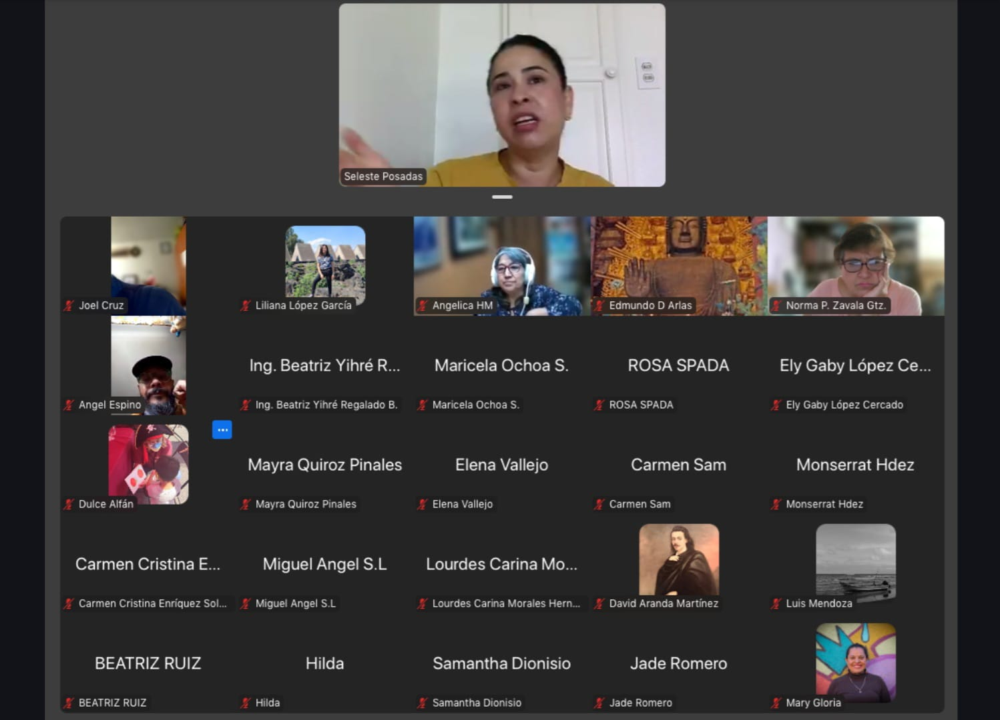 Seleste Posadas
Joel Cruz
Liliana López García
Angelica HM
Edmundo D Arlas
Norma P. Zavala Gtz.
Angel Espino
Ing. Beatriz Yihré R...
Ing. Beatriz Yihré Regalado B.
Maricela Ochoa S.
Maricela Ochoa S.
ROSA SPADA
ROSA SPADA
Ely Gaby López Ce...
Ely Gaby López Cercado
Dulce Alfán
...
Mayra Quiroz Pinales
Mayra Quiroz Pinales
Elena Vallejo
Elena Vallejo
Carmen Sam
Carmen Sam
Monserrat Hdez
Monserrat Hdez
Carmen Cristina E...
Carmen Cristina Enríquez Sol...
Miguel Angel S.L
Miguel Angel S.L
Lourdes Carina Mo...
Lourdes Carina Morales Hern...
David Aranda Martínez
Luis Mendoza
BEATRIZ RUIZ
BEATRIZ RUIZ
Hilda
Hilda
Samantha Dionisio
Samantha Dionisio
Jade Romero
Jade Romero
Mary Gloria